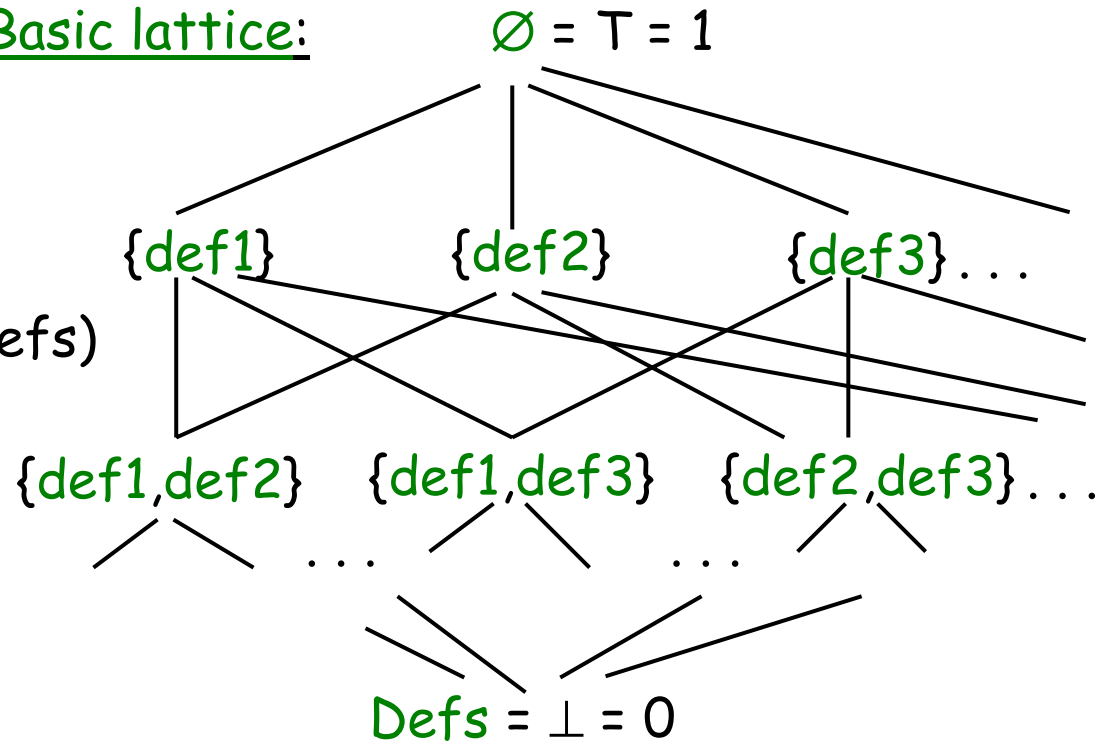 Basic lattice:
∅ = T = 1
{def1} {def2} {def3} . . .
efs)
{def1,def2} {def1,def3} {def2,def3} . . .
. . . . . .
Defs = ⊥ = 0